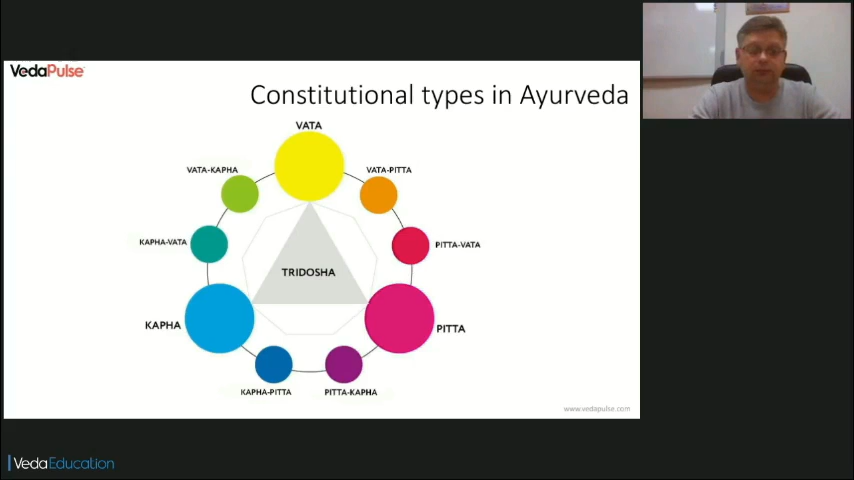 VedaPulse
Constitutional types in Ayurveda
VATA
VATA-KAPHA
VATA-PITTA
KAPHA-VATA
PITTA-VATA
TRIDOSHA
KAPHA
PITTA
KAPHA-PITTA
PITTA-KAPHA
www.vedapulse.com
VedaEducation